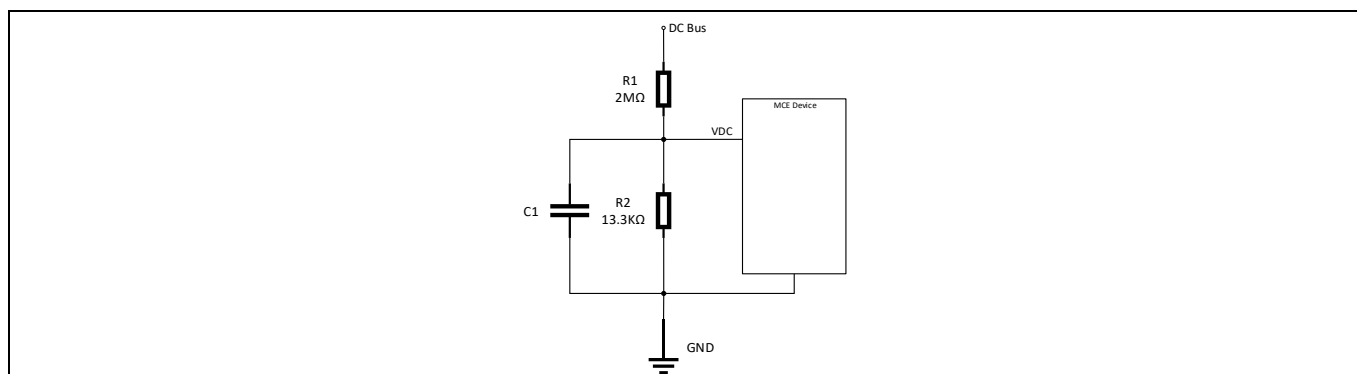 DC Bus
R1
2MΩ
MCE Device
VDC
C1
R2
13.3KΩ
GND